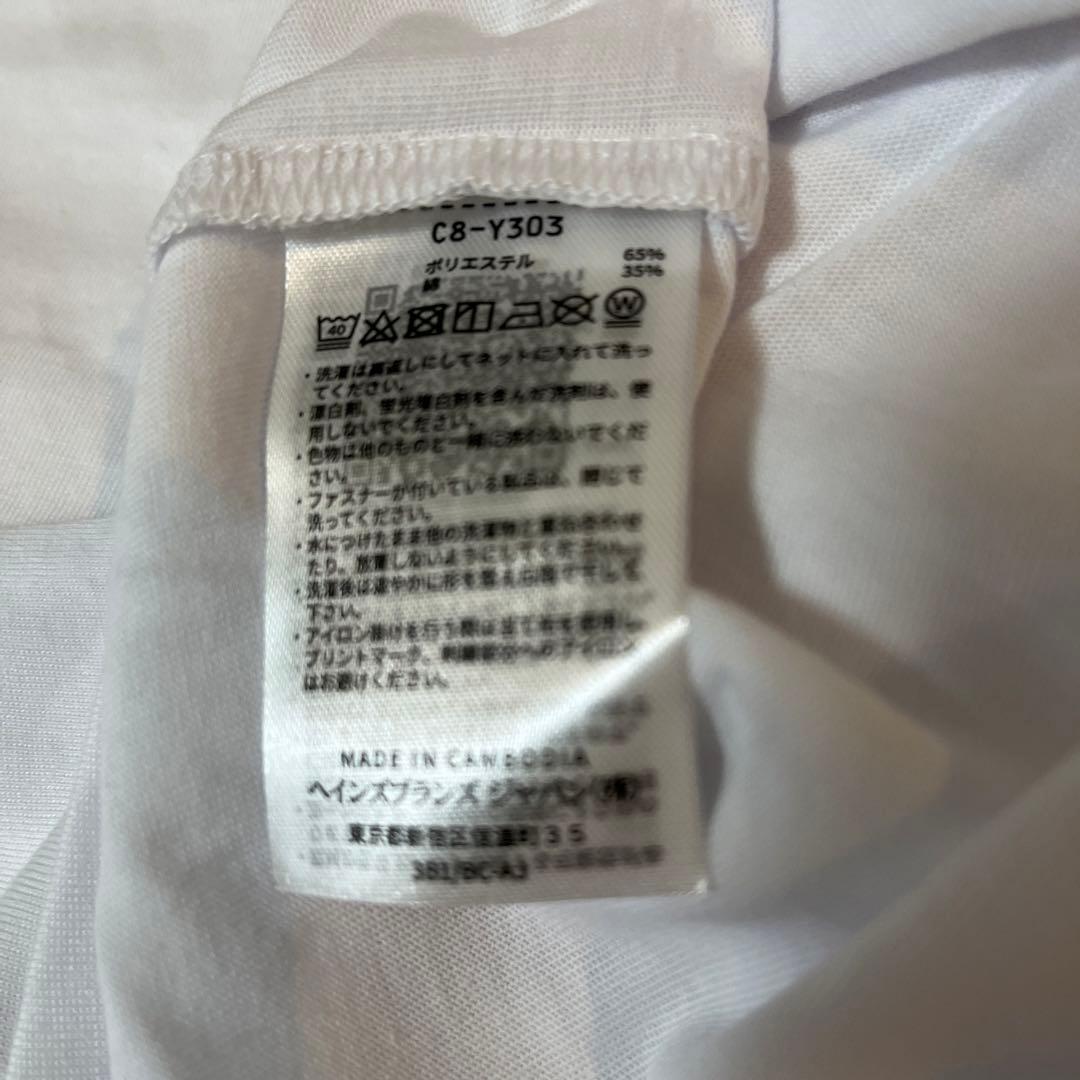 C8-Y303
ポリエステル 65%
綿 35%
40 W
・洗濯は裏返しにしてネットに入れて洗っ
てください。
・漂白剤、蛍光増白剤を含んだ洗剤は、使
用しないでください。
・色物は他のものと一緒に洗わないでくだ
さい。
・ファスナーが付いている製品は、閉じて
洗ってください。
・水につけたまま他の洗濯物と重ね合わせ
たり、放置しないようにしてください。
・洗濯後は速やかに形を整え日陰で干して
下さい。
・アイロン掛けを行う際は当て布を使用し
プリントマーク、刺繍部分へのアイロン
はお避けください。
MADE IN CAMBODIA
ヘインズブランズ ジャパン(株)
東京都新宿区信濃町35
381/BC-A3